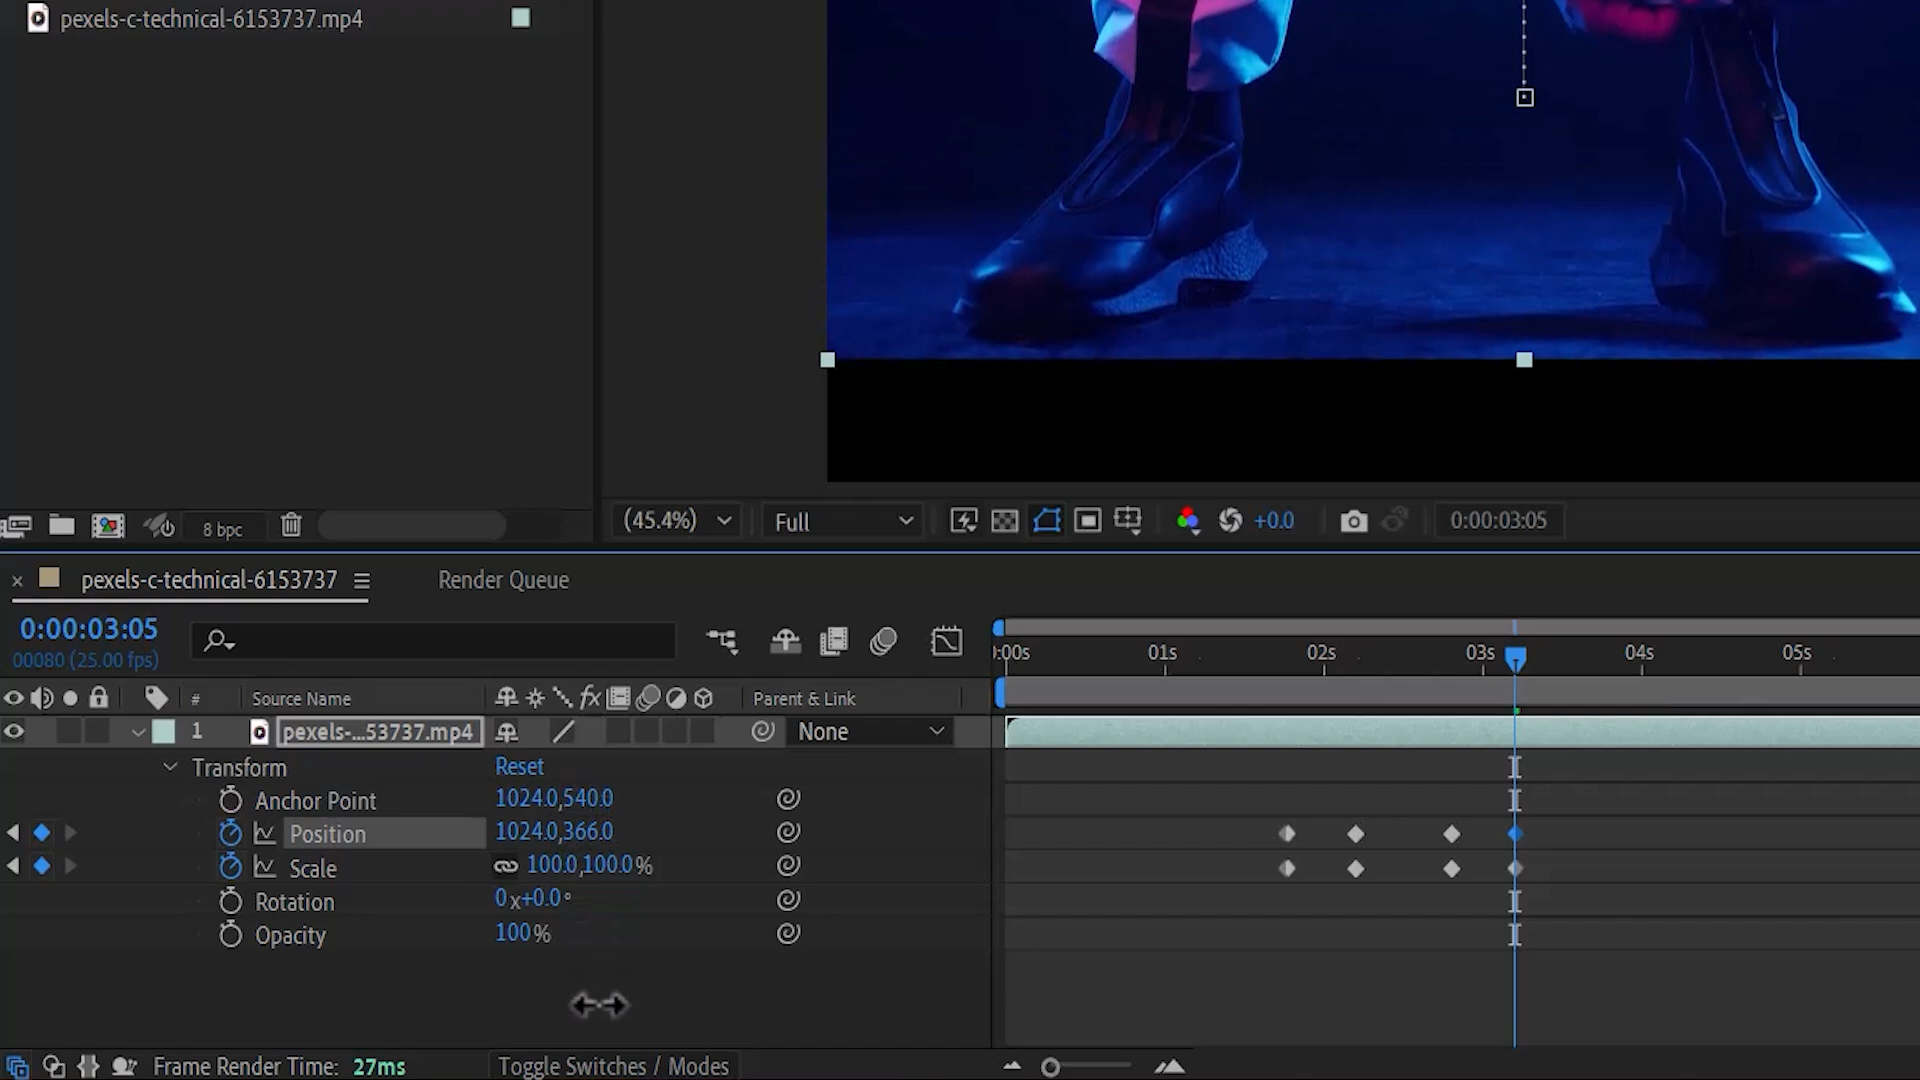 pexels-c-technical-6153737.mp4
8 bpc
(45.4%)
Full
+0.0
0:00:03:05
× pexels-c-technical-6153737
Render Queue
0:00:03:05
00080 (25.00 fps)
):00s 01s 02s 03s 04s 05s
# Source Name fx Parent & Link
1 pexels-...53737.mp4 None
Transform Reset
Anchor Point 1024.0,540.0
Position 1024.0,366.0
Scale 100.0,100.0%
Rotation 0x+0.0°
Opacity 100%
Frame Render Time: 27ms
Toggle Switches / Modes